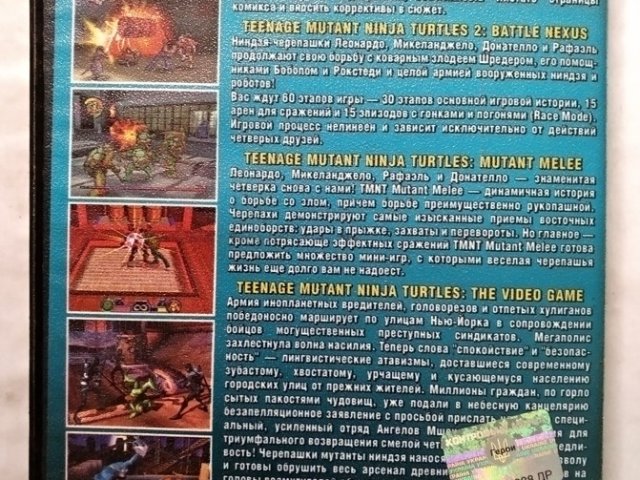 страницы
комикса и вносить коррективы в сюжет.
TEENAGE MUTANT NINJA TURTLES 2: BATTLE NEXUS
Ниндзя-черепашки Леонардо, Микеланджело, Донателло и Рафаэль
продолжают свою борьбу с коварным злодеем Шредером, его помощ-
никами Бобопом и Рокстеди и целой армией вооруженных ниндзя и
роботов!
Вас ждут 60 этапов игры — 30 этапов основной игровой истории, 15
арен для сражений и 15 эпизодов с гонками и погонями (Race Mode).
Игровой процесс нелинеен и зависит исключительно от действий
четверых друзей.
TEENAGE MUTANT NINJA TURTLES: MUTANT MELEE
Леонардо, Микеланджело, Рафаэль и Донателло — знаменитая
четверка снова с нами! TMNT Mutant Melee — динамичная история
о борьбе со злом, причем борьбе преимущественно рукопашной.
Черепахи демонстрируют самые изысканные приемы восточных
единоборств: удары в прыжке, захваты и перевороты. Но главное —
кроме потрясающе эффектных сражений TMNT Mutant Melee готова
предложить множество мини-игр, с которыми веселая черепашья
жизнь еще долго вам не надоест.
TEENAGE MUTANT NINJA TURTLES: THE VIDEO GAME
Армия инопланетных вредителей, головорезов и отпетых хулиганов
победоносно марширует по улицам Нью-Йорка в сопровождении
бойцов могущественных преступных синдикатов. Мегаполис
захлестнула волна насилия. Теперь слова "спокойствие" и "безопас-
ность" — лингвистические атавизмы, доставшиеся современному
зубастому, хвостатому, урчащему и кусающемуся населению
городских улиц от прежних жителей. Миллионы граждан, по горло
сытых пакостями чудовищ, уже подали в небесную канцелярию
безапелляционное заявление с просьбой прислать специ-
альный, усиленный отряд Ангелов для
триумфального возвращения смелой
вость! Черепашки мутанты ниндзя
и готовы обрушить весь арсенал на
Герои